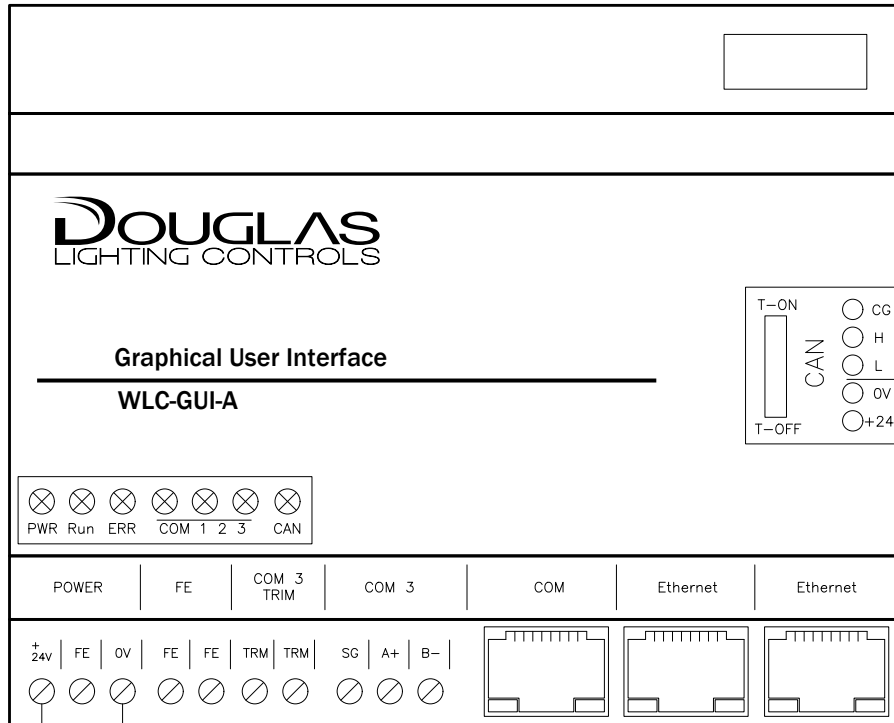 DOUGLAS
LIGHTING CONTROLS
Graphical User Interface
WLC-GUI-A
T-ON
T-OFF
CAN
CG
H
L
0V
+24
PWR Run ERR COM 1 2 3 CAN
POWER FE COM 3 TRIM COM 3 COM Ethernet Ethernet
+24V FE 0V FE FE TRM TRM SG A+ B-